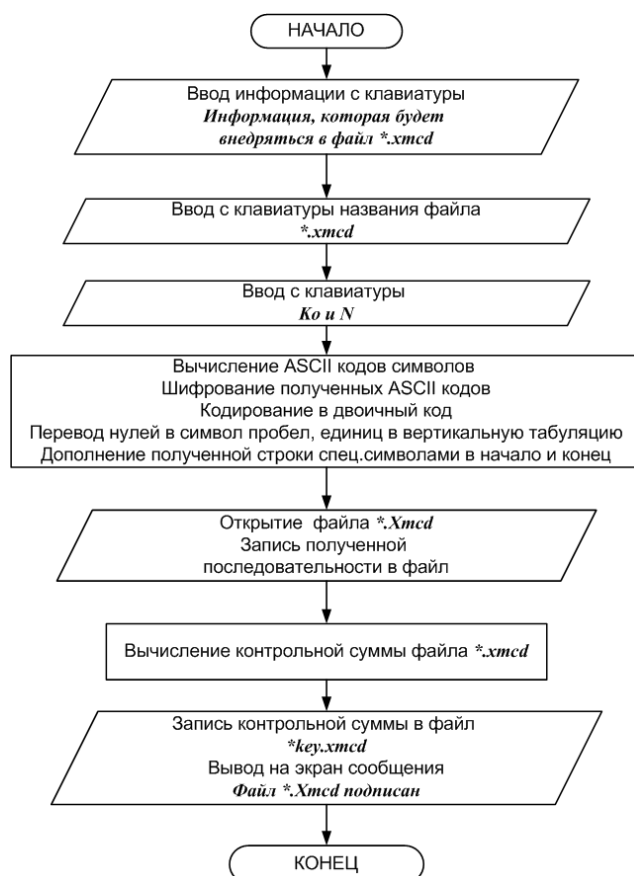 НАЧАЛО
Ввод информации с клавиатуры
Информация, которая будет
внедряться в файл *.xmcd
Ввод с клавиатуры названия файла
*.xmcd
Ввод с клавиатуры
Ko и N
Вычисление ASCII кодов символов
Шифрование полученных ASCII кодов
Кодирование в двоичный код
Перевод нулей в символ пробел, единиц в вертикальную табуляцию
Дополнение полученной строки спец.символами в начало и конец
Открытие файла *.Xmcd
Запись полученной
последовательности в файл
Вычисление контрольной суммы файла *.xmcd
Запись контрольной суммы в файл
*key.xmcd
Вывод на экран сообщения
Файл *.Xmcd подписан
КОНЕЦ